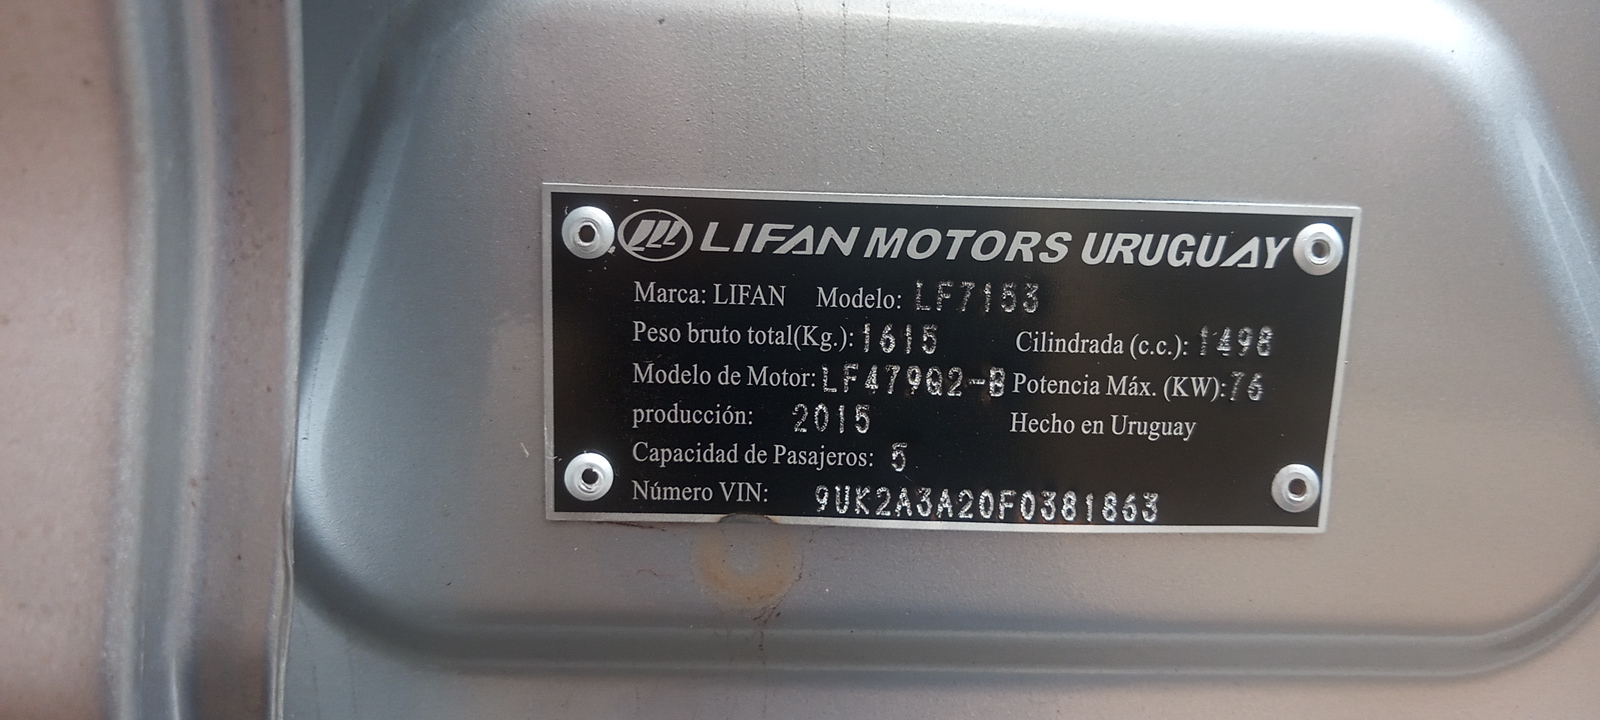 LIFAN MOTORS URUGUAY
Marca: LIFAN Modelo: LF7153
Peso bruto total(Kg.): 1615 Cilindrada (c.c.): 1498
Modelo de Motor: LF479Q2-B Potencia Máx. (KW): 76
producción: 2015 Hecho en Uruguay
Capacidad de Pasajeros: 5
Número VIN: 9UK2A3A20F0381863